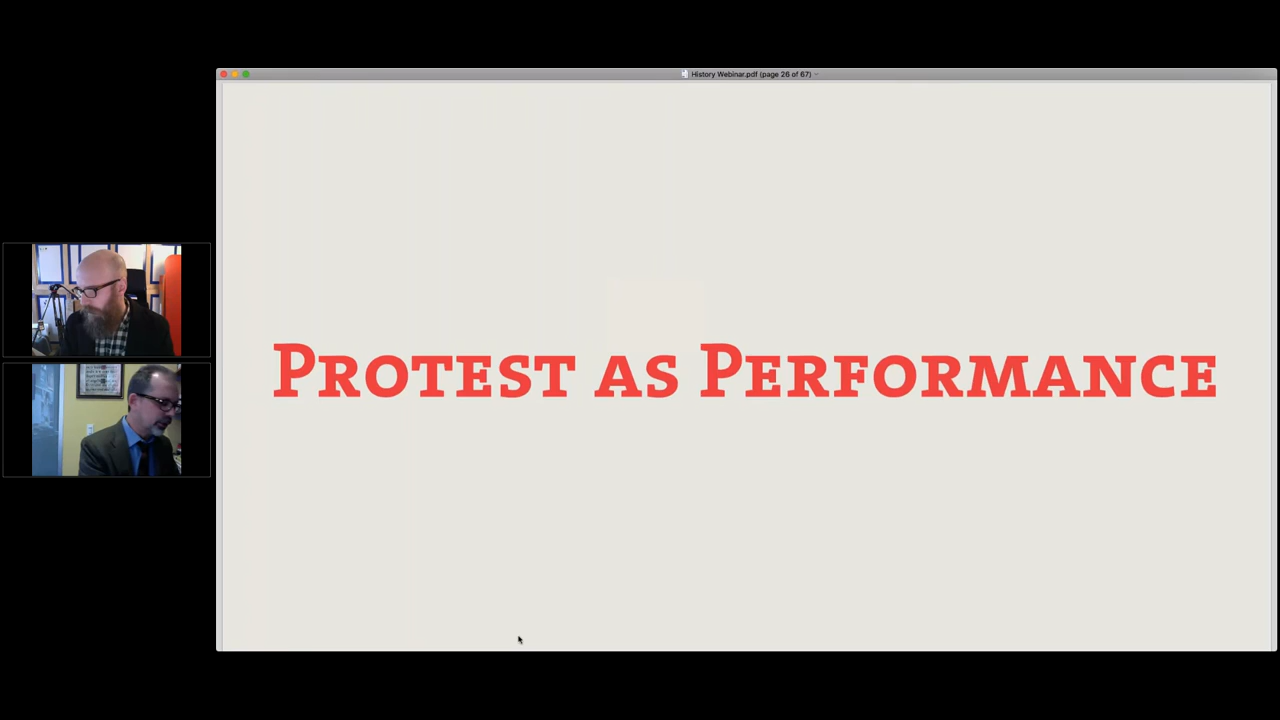 History Webinar.pdf (page 26 of 67)
Protest as Performance